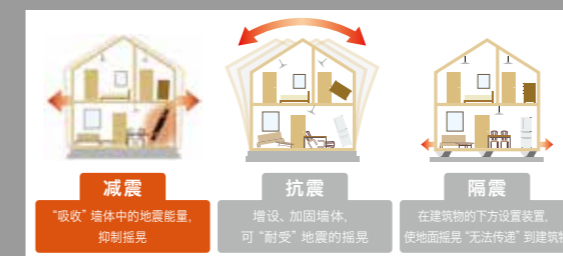 减震
"吸收"墙体中的地震能量,
抑制摇晃
抗震
增设、加固墙体,
可"耐受"地震的摇晃
隔震
在建筑物的下方设置装置,
使地面摇晃"无法传递"到建筑物